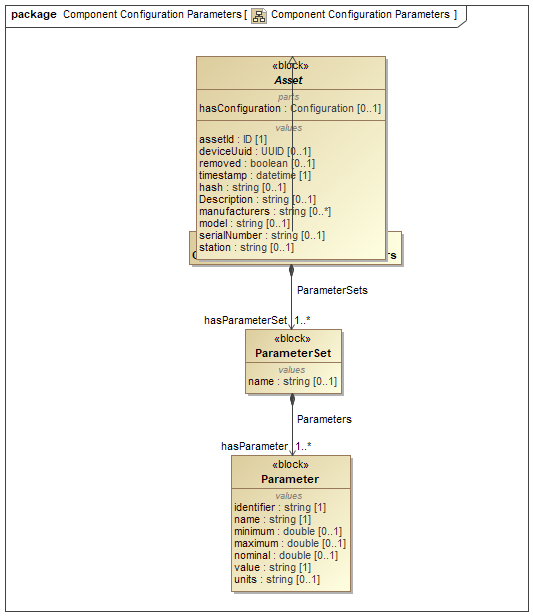 package Component Configuration Parameters [ Component Configuration Parameters ]
«block»
Asset
parts
hasConfiguration : Configuration [0..1]
values
assetId : ID [1]
deviceUuid : UUID [0..1]
removed : boolean [0..1]
timestamp : datetime [1]
hash : string [0..1]
Description : string [0..1]
manufacturers : string [0..*]
model : string [0..1]
serialNumber : string [0..1]
station : string [0..1]
ParameterSets
hasParameterSet 1..*
«block»
ParameterSet
values
name : string [0..1]
Parameters
hasParameter 1..*
«block»
Parameter
values
identifier : string [1]
name : string [1]
minimum : double [0..1]
maximum : double [0..1]
nominal : double [0..1]
value : string [1]
units : string [0..1]